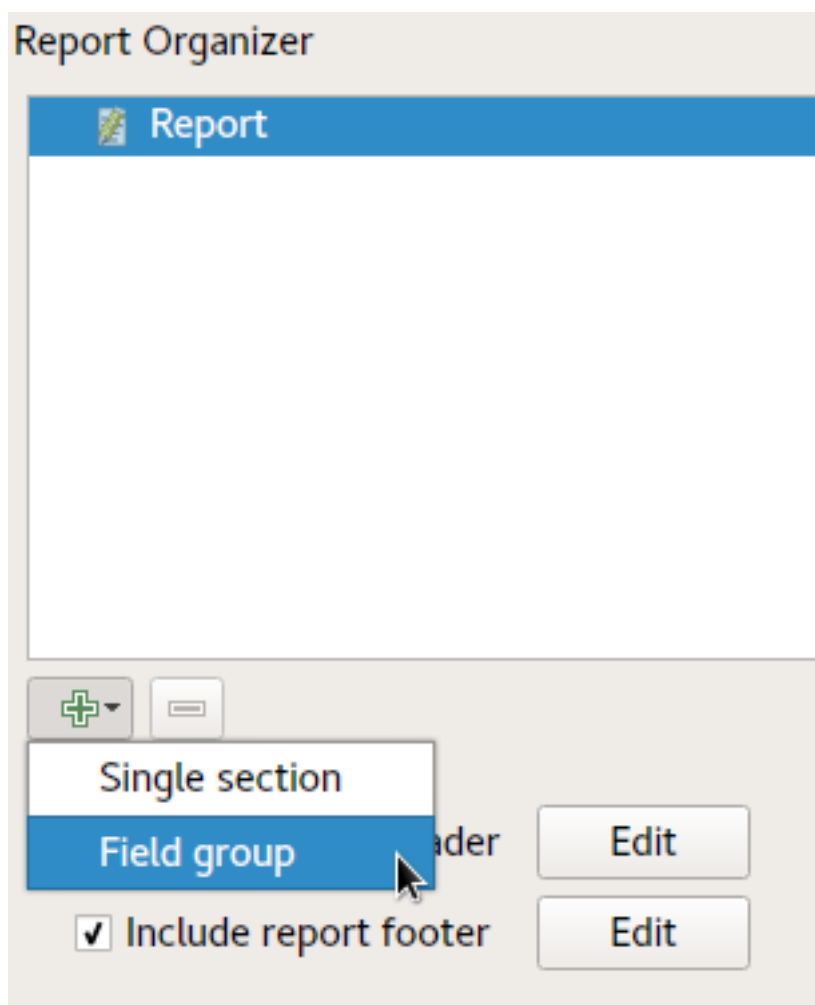 Report Organizer
Report
Single section
Field group
ader Edit
Include report footer Edit